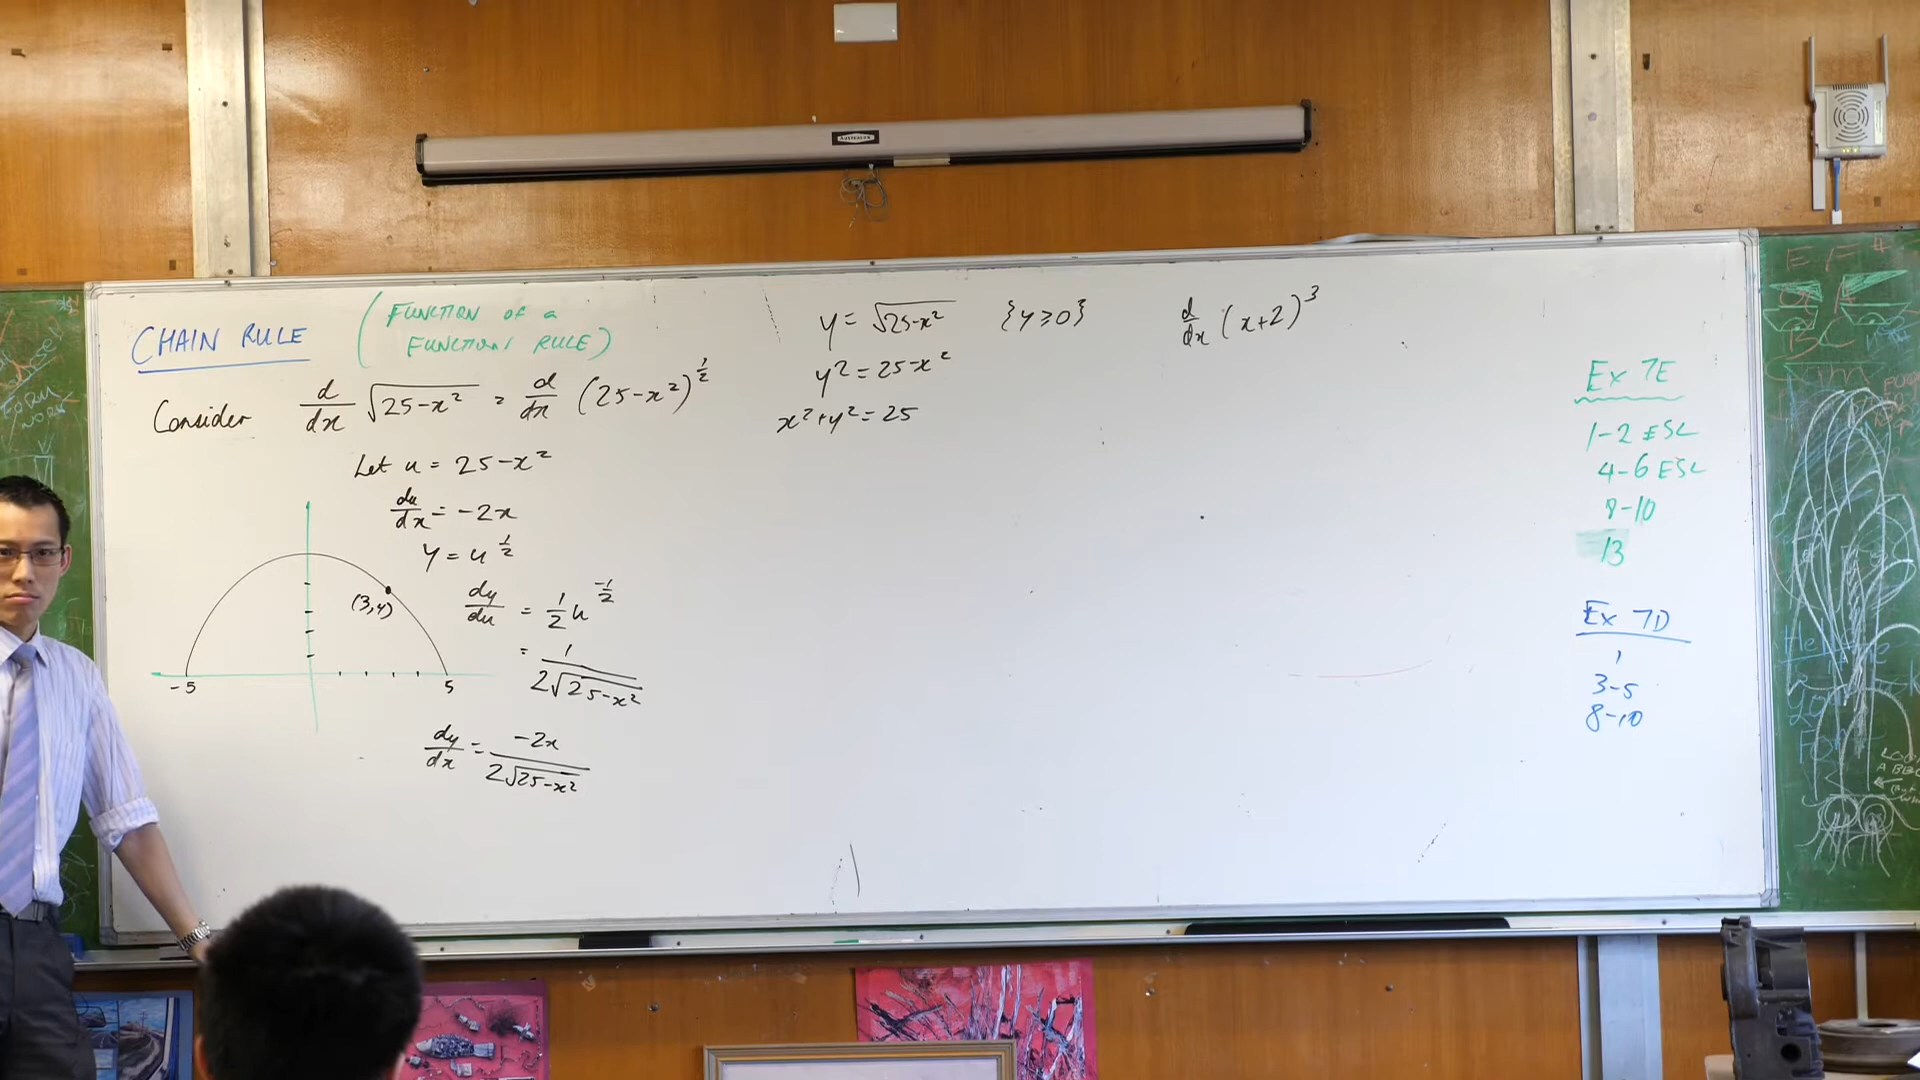 CHAIN RULE
(FUNCTION OF a
FUNCTION RULE)
Consider d/dx √(25-x²) = d/dx (25-x²)^(1/2)
Let u = 25-x²
du/dx = -2x
y = u^(1/2)
dy/du = 1/2 u^(-1/2)
= 1/(2√(25-x²))
dy/dx = -2x/(2√(25-x²))
(3,4)
-5
5
y = √(25-x²) {y≥0}
y² = 25-x²
x²+y² = 25
d/dx (x+2)³
Ex 7E
1-2 ESL
4-6 ESL
8-10
13
Ex 7D
1
3-5
8-10
FORM
WORK